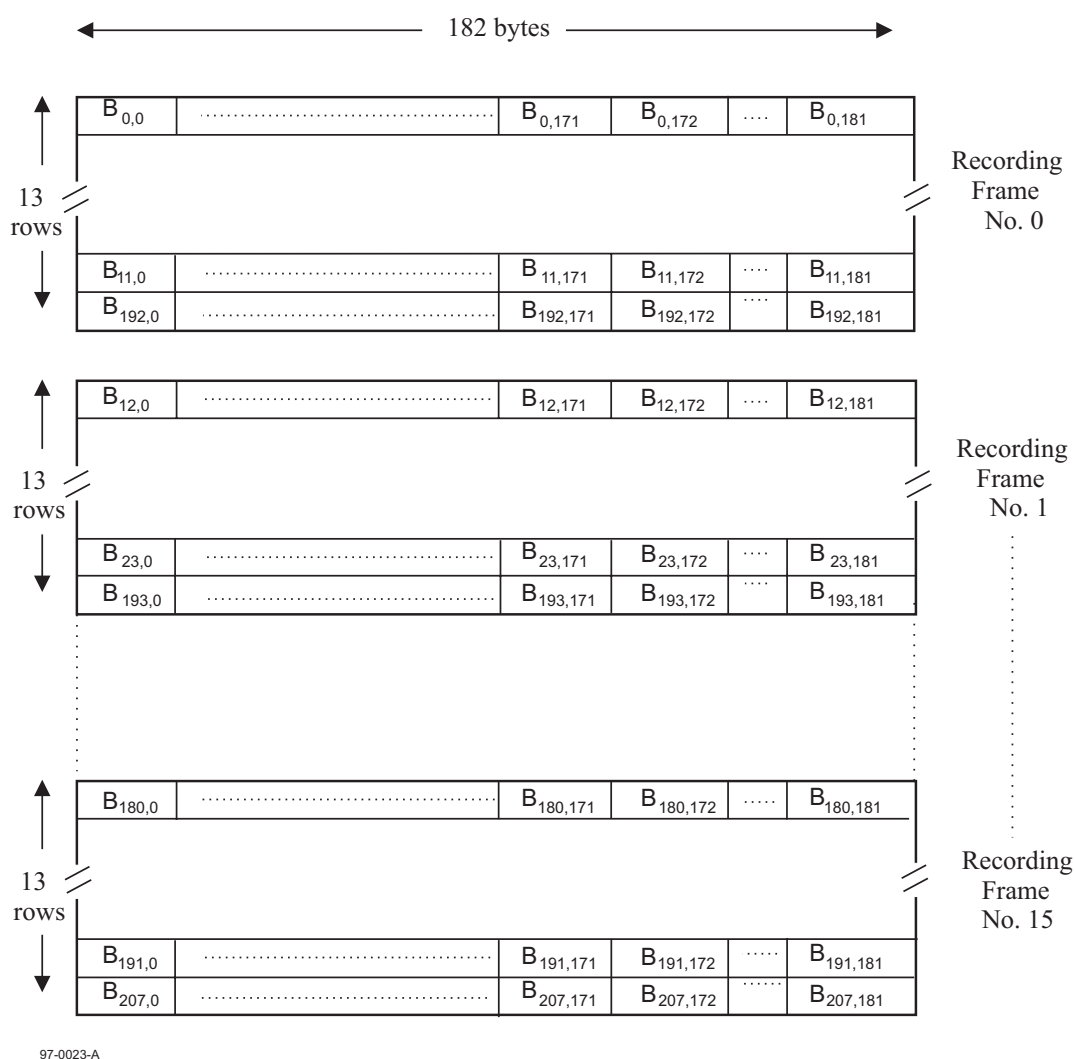 182 bytes
B0,0 ........ B0,171 B0,172 .... B0,181
13
rows
Recording
Frame
No. 0
B11,0 ........ B11,171 B11,172 .... B11,181
B192,0 ........ B192,171 B192,172 .... B192,181
B12,0 ........ B12,171 B12,172 .... B12,181
13
rows
Recording
Frame
No. 1
B23,0 ........ B23,171 B23,172 .... B23,181
B193,0 ........ B193,171 B193,172 .... B193,181
B180,0 ........ B180,171 B180,172 ..... B180,181
13
rows
Recording
Frame
No. 15
B191,0 ........ B191,171 B191,172 ..... B191,181
B207,0 ........ B207,171 B207,172 ...... B207,181
97-0023-A